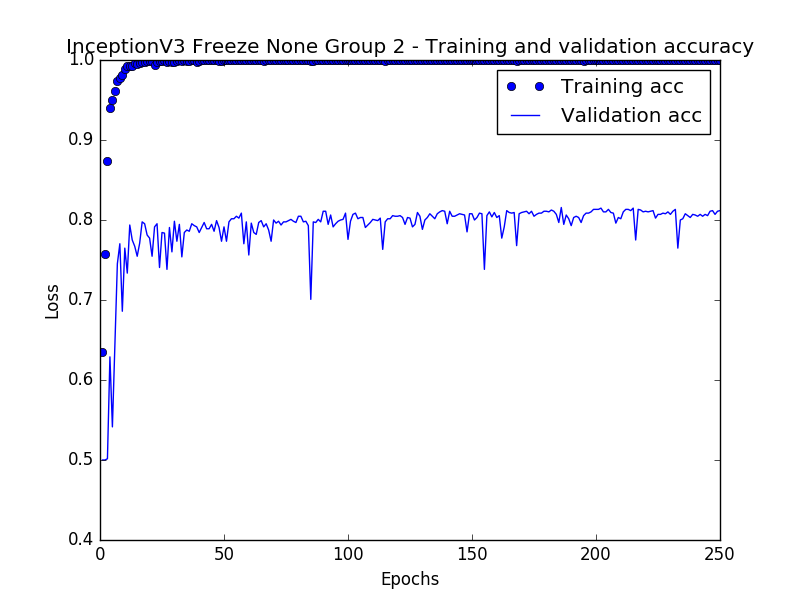 InceptionV3 Freeze None Group 2 - Training and validation accuracy
1.0
Training acc
Validation acc
0.9
0.8
0.7
Loss
0.6
0.5
0.4
0 50 100 150 200 250
Epochs